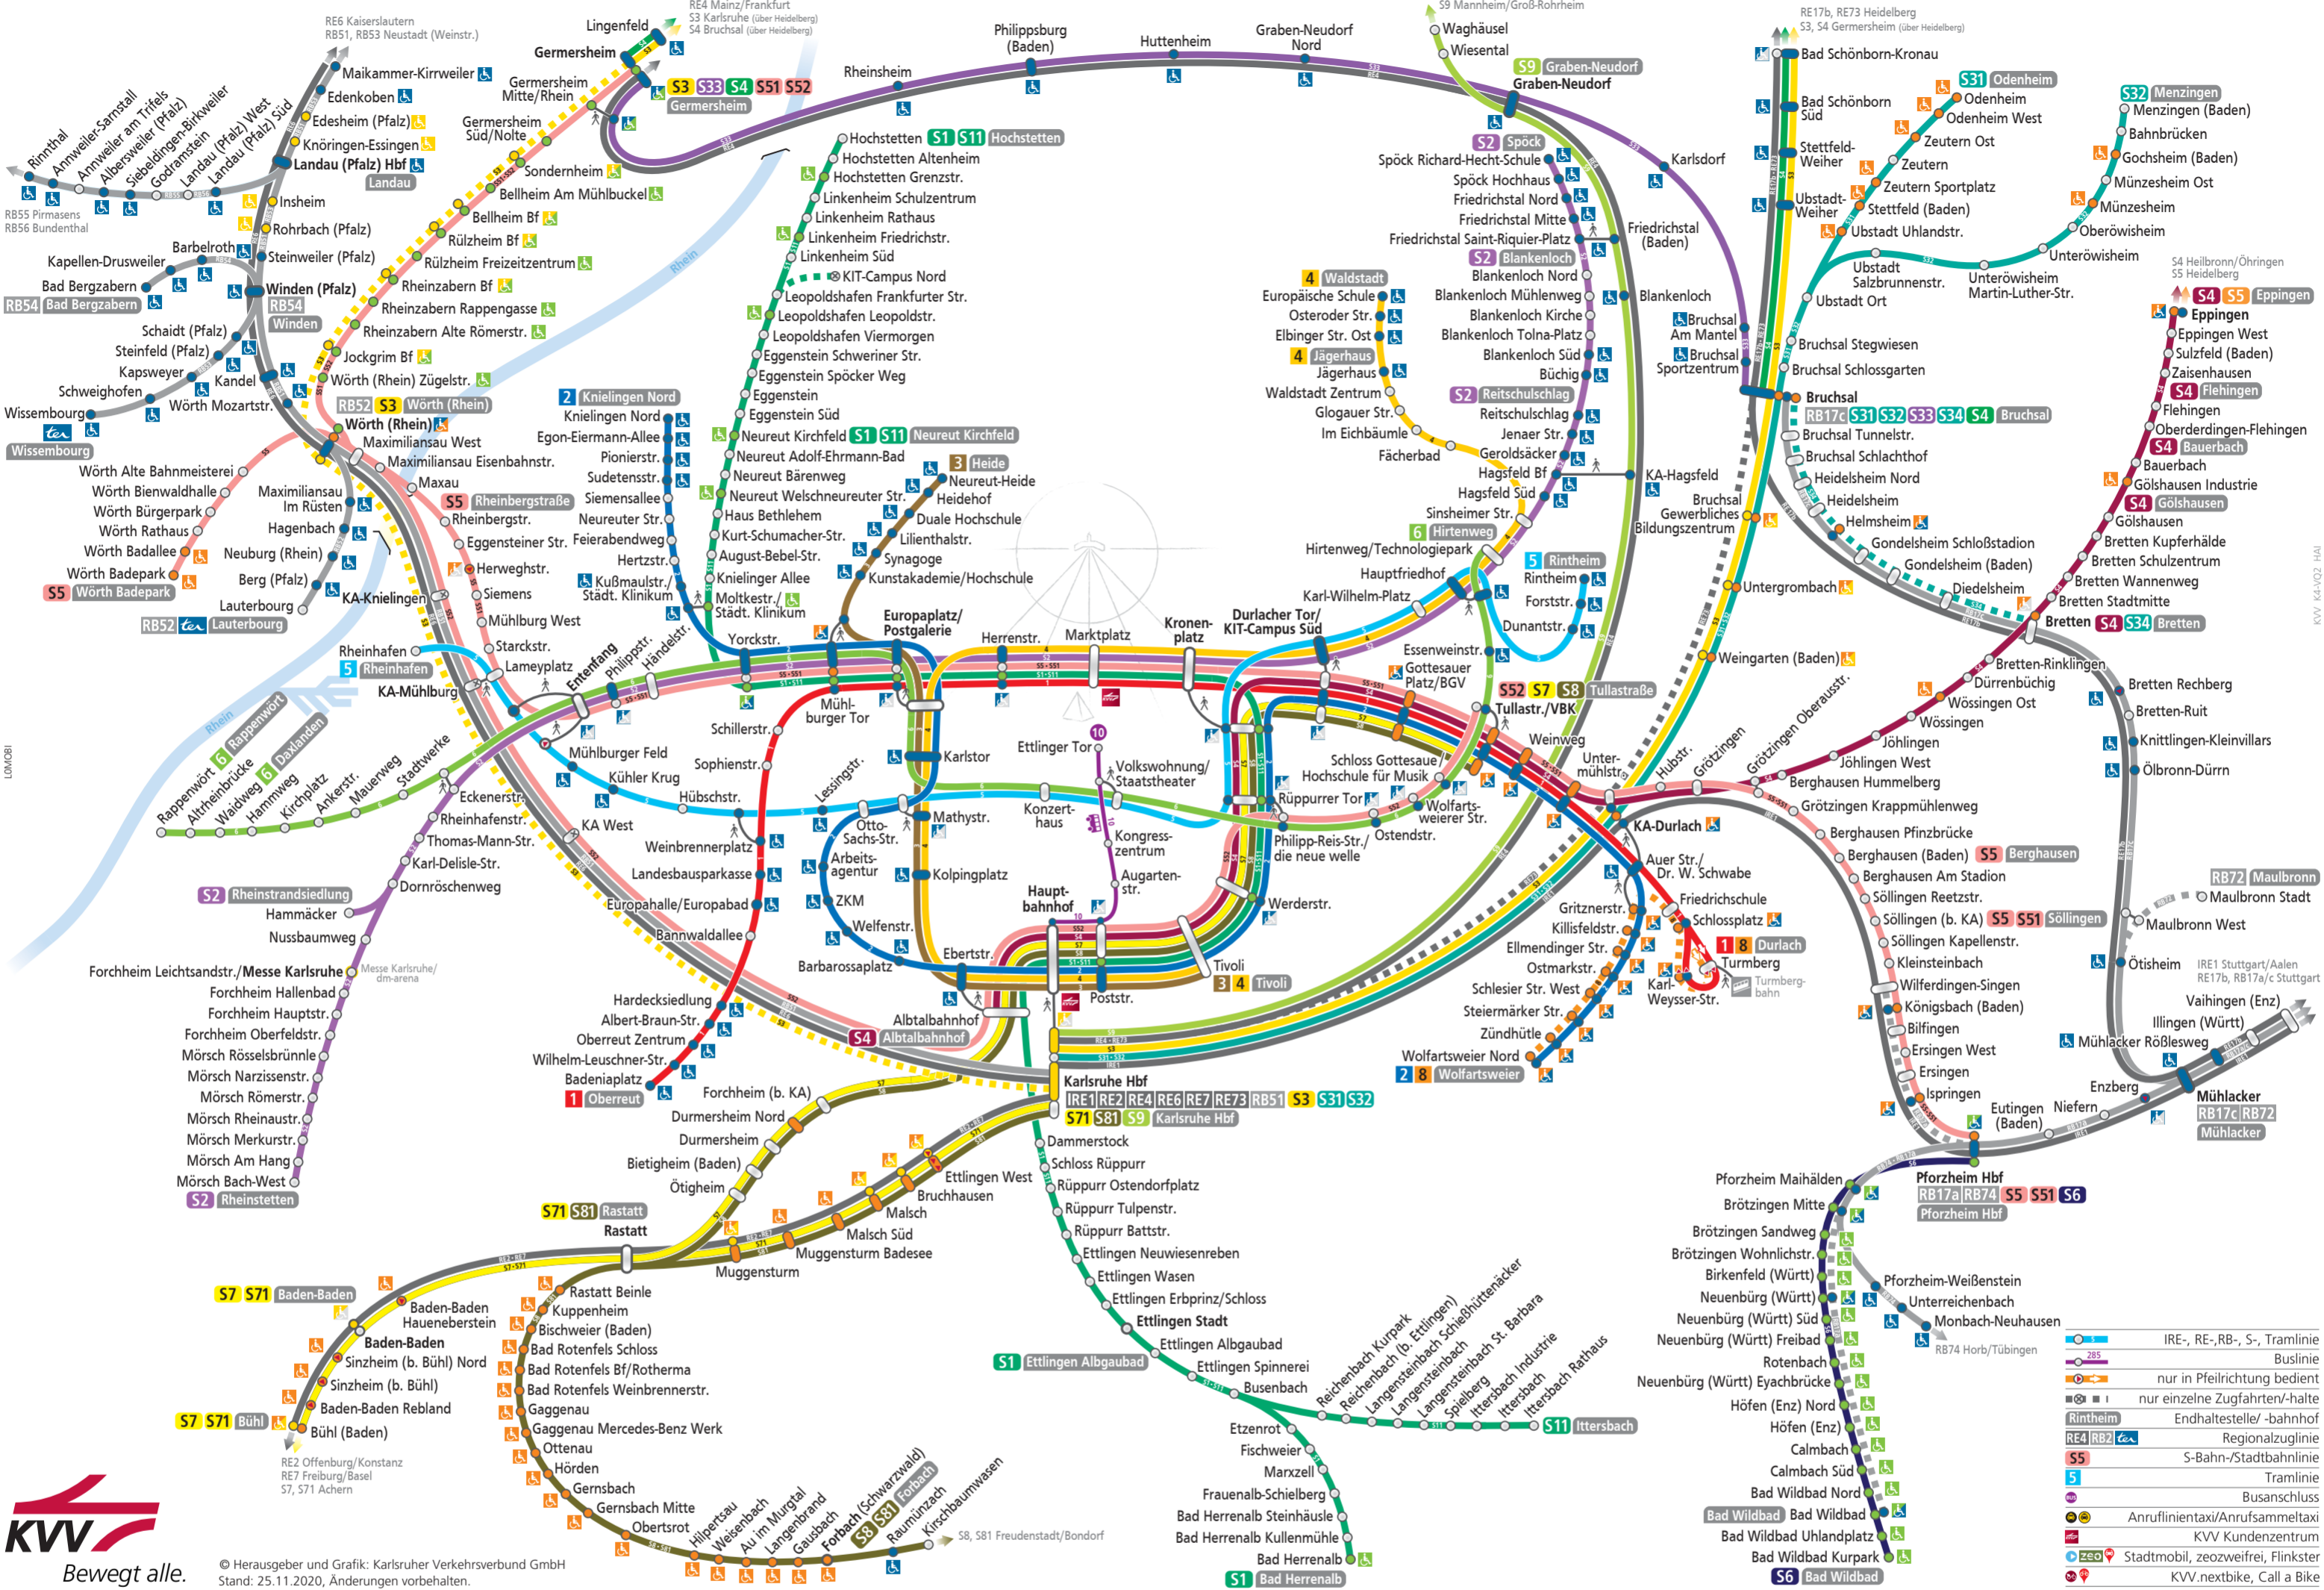 RE6 Kaiserslautern
RB51, RB53 Neustadt (Weinstr.)
RE4 Mainz/Frankfurt
S3 Karlsruhe (über Heidelberg)
S4 Bruchsal (über Heidelberg)
S9 Mannheim/Groß-Rohrheim
RE17b, RE73 Heidelberg
S3, S4 Germersheim (über Heidelberg)
Lingenfeld
Germersheim
Germersheim
Mitte/Rhein
S3 S33 S4 S51 S52
Germersheim
Germersheim
Süd/Nolte
Sondernheim
Bellheim Am Mühlbuckel
Bellheim Bf
Rülzheim Bf
Rülzheim Freizeitzentrum
Rheinzabern Bf
Rheinzabern Rappengasse
Rheinzabern Alte Römerstr.
Jockgrim Bf
Wörth (Rhein) Zügelstr.
RB52 S3 Wörth (Rhein)
Wörth (Rhein)
Maximiliansau West
Maximiliansau Eisenbahnstr.
Maxau
Maikammer-Kirrweiler
Edenkoben
Edesheim (Pfalz)
Knöringen-Essingen
Landau (Pfalz) Hbf
Landau
Insheim
Rohrbach (Pfalz)
Steinweiler (Pfalz)
Winden (Pfalz)
RB54
Winden
Rinnthal
Annweiler-Sarnstall
Annweiler am Trifels
Albersweiler (Pfalz)
Siebeldingen-Birkweiler
Godramstein
Landau (Pfalz) West
Landau (Pfalz) Süd
RB55 Pirmasens
RB56 Bundenthal
Barbelroth
Kapellen-Drusweiler
Bad Bergzabern
RB54 Bad Bergzabern
Schaidt (Pfalz)
Steinfeld (Pfalz)
Kapsweyer
Schweighofen
Wissembourg
ter
Wissembourg
Kandel
Wörth Mozartstr.
Wörth Alte Bahnmeisterei
Wörth Bienwaldhalle
Wörth Bürgerpark
Wörth Rathaus
Wörth Badallee
Wörth Badepark
S5 Wörth Badepark
Maximiliansau
Im Rüsten
Hagenbach
Neuburg (Rhein)
Berg (Pfalz)
Lauterbourg
RB52 ter Lauterbourg
Rhein
Rhein
S5 Rheinbergstraße
Rheinbergstr.
Eggensteiner Str.
Herweghstr.
Siemens
Mühlburg West
Starckstr.
Lameyplatz
KA-Knielingen
KA-Mühlburg
Rheinhafen
5 Rheinhafen
Entenfang
Philippstr.
Händelstr.
Rheinsheim
Philippsburg
(Baden)
Huttenheim
Graben-Neudorf
Nord
Waghäusel
Wiesental
S9 Graben-Neudorf
Graben-Neudorf
Karlsdorf
Bruchsal
Am Mantel
Bruchsal
Sportzentrum
Hochstetten S1 S11 Hochstetten
Hochstetten Altenheim
Hochstetten Grenzstr.
Linkenheim Schulzentrum
Linkenheim Rathaus
Linkenheim Friedrichstr.
Linkenheim Süd
KIT-Campus Nord
Leopoldshafen Frankfurter Str.
Leopoldshafen Leopoldstr.
Leopoldshafen Viermorgen
Eggenstein Schweriner Str.
Eggenstein Spöcker Weg
Eggenstein
Eggenstein Süd
Neureut Kirchfeld S1 S11 Neureut Kirchfeld
Neureut Adolf-Ehrmann-Bad
Neureut Bärenweg
Neureut Welschneureuter Str.
Haus Bethlehem
Kurt-Schumacher-Str.
August-Bebel-Str.
Knielinger Allee
Moltkestr./
Städt. Klinikum
2 Knielingen Nord
Knielingen Nord
Egon-Eiermann-Allee
Pionierstr.
Sudetenstr.
Siemensallee
Neureuter Str.
Feierabendweg
Hertzstr.
Kußmaulstr./
Städt. Klinikum
3 Heide
Neureut-Heide
Heidehof
Duale Hochschule
Lilienthalstr.
Synagoge
Kunstakademie/Hochschule
4 Waldstadt
Europäische Schule
Osteroder Str.
Elbinger Str. Ost
4 Jägerhaus
Jägerhaus
Waldstadt Zentrum
Glogauer Str.
Im Eichbäumle
Fächerbad
S2 Spöck
Spöck Richard-Hecht-Schule
Spöck Hochhaus
Friedrichstal Nord
Friedrichstal Mitte
Friedrichstal Saint-Riquier-Platz
Friedrichstal
(Baden)
S2 Blankenloch
Blankenloch Nord
Blankenloch Mühlenweg
Blankenloch
Blankenloch Kirche
Blankenloch Tolna-Platz
Blankenloch Süd
Büchig
S2 Reitschulschlag
Reitschulschlag
Jenaer Str.
Geroldsäcker
Hagsfeld Bf
KA-Hagsfeld
Hagsfeld Süd
Sinsheimer Str.
6 Hirtenweg
Hirtenweg/Technologiepark
Hauptfriedhof
Karl-Wilhelm-Platz
5 Rintheim
Rintheim
Forststr.
Dunantstr.
Essenweinstr.
Gottesauer
Platz/BGV
S52 S7 S8 Tullastraße
Tullastr./VBK
Weinweg
Unter-
mühlstr.
Hubstr.
Grötzingen
Grötzingen Oberausstr.
Bad Schönborn-Kronau
Bad Schönborn
Süd
Stettfeld-
Weiher
Ubstadt-
Weiher
S31 Odenheim
Odenheim
Odenheim West
Zeutern Ost
Zeutern
Zeutern Sportplatz
Stettfeld (Baden)
Ubstadt Uhlandstr.
S32 Menzingen
Menzingen (Baden)
Bahnbrücken
Gochsheim (Baden)
Münzesheim Ost
Münzesheim
Oberöwisheim
Unteröwisheim
Unteröwisheim
Martin-Luther-Str.
Ubstadt
Salzbrunnenstr.
Ubstadt Ort
Bruchsal Stegwiesen
Bruchsal Schlossgarten
Bruchsal
RB17c S31 S32 S33 S34 S4 Bruchsal
Bruchsal Tunnelstr.
Bruchsal Schlachthof
Heidelsheim Nord
Heidelsheim
Helmsheim
Gondelsheim Schloßstadion
Gondelsheim (Baden)
Diedelsheim
Bruchsal
Gewerbliches
Bildungszentrum
Untergrombach
Weingarten (Baden)
S4 Heilbronn/Öhringen
S5 Heidelberg
S4 S5 Eppingen
Eppingen
Eppingen West
Sulzfeld (Baden)
Zaisenhausen
S4 Flehingen
Flehingen
Oberderdingen-Flehingen
S4 Bauerbach
Bauerbach
Gölshausen Industrie
S4 Gölshausen
Gölshausen
Bretten Kupferhälde
Bretten Schulzentrum
Bretten Wannenweg
Bretten Stadtmitte
Bretten S4 S34 Bretten
Bretten-Rinklingen
Dürrenbüchig
Wössingen Ost
Wössingen
Jöhlingen
Jöhlingen West
Berghausen Hummelberg
Bretten Rechberg
Bretten-Ruit
Knittlingen-Kleinvillars
Ölbronn-Dürrn
RB72 Maulbronn
Maulbronn Stadt
Maulbronn West
Ötisheim
IRE1 Stuttgart/Aalen
RE17b, RB17a/c Stuttgart
Vaihingen (Enz)
Illingen (Württ)
Mühlacker Rößlesweg
Mühlacker
RB17c RB72
Mühlacker
Enzberg
Niefern
Eutingen
(Baden)
Grötzingen Krappmühlenweg
Berghausen Pfinzbrücke
Berghausen (Baden) S5 Berghausen
Berghausen Am Stadion
Söllingen Reetzstr.
Söllingen (b. KA) S5 S51 Söllingen
Söllingen Kapellenstr.
Kleinsteinbach
Wilferdingen-Singen
Königsbach (Baden)
Bilfingen
Ersingen West
Ersingen
Ispringen
Pforzheim Hbf
RB17a RB74 S5 S51 S6
Pforzheim Hbf
Pforzheim Maihälden
Brötzingen Mitte
Brötzingen Sandweg
Brötzingen Wohnlichstr.
Birkenfeld (Württ)
Neuenbürg (Württ)
Neuenbürg (Württ) Süd
Neuenbürg (Württ) Freibad
Rotenbach
Neuenbürg (Württ) Eyachbrücke
Höfen (Enz) Nord
Höfen (Enz)
Calmbach
Calmbach Süd
Bad Wildbad Nord
Bad Wildbad Bad Wildbad
Bad Wildbad Uhlandplatz
Bad Wildbad Kurpark
S6 Bad Wildbad
Pforzheim-Weißenstein
Unterreichenbach
Monbach-Neuhausen
RB74 Horb/Tübingen
Yorckstr.
Mühl-
burger Tor
Europaplatz/
Postgalerie
Herrenstr.
Marktplatz
Kronen-
platz
Durlacher Tor/
KIT-Campus Süd
Schillerstr.
Sophienstr.
Karlstor
Mathystr.
Kolpingplatz
Ettlinger Tor
10
Volkswohnung/
Staatstheater
Kongress-
zentrum
Augarten-
str.
Konzert-
haus
Rüppurrer Tor
Schloss Gottesaue/
Hochschule für Musik
Wolfarts-
weierer Str.
Ostendstr.
Philipp-Reis-Str./
die neue welle
Werderstr.
Tivoli
3 4 Tivoli
Haupt-
bahnhof
Poststr.
Ebertstr.
Albtalbahnhof
S4 Albtalbahnhof
Mühlburger Feld
Kühler Krug
Hübschstr.
Lessingstr.
Otto-
Sachs-Str.
Arbeits-
agentur
ZKM
Welfenstr.
Barbarossaplatz
Weinbrennerplatz
Landesbausparkasse
Europahalle/Europabad
Bannwaldallee
Hardecksiedlung
Albert-Braun-Str.
Oberreut Zentrum
Wilhelm-Leuschner-Str.
Badeniaplatz
1 Oberreut
KA West
Rappenwört 6 Rappenwört
Altrheinbrücke
Waidweg 6 Daxlanden
Hammweg
Kirchplatz
Ankerstr.
Mauerweg
Stadtwerke
Eckenerstr.
Rheinhafenstr.
Thomas-Mann-Str.
Karl-Delisle-Str.
Dornröschenweg
S2 Rheinstrandsiedlung
Hammäcker
Nussbaumweg
Forchheim Leichtsandstr./Messe Karlsruhe
Messe Karlsruhe/
dm-arena
Forchheim Hallenbad
Forchheim Hauptstr.
Forchheim Oberfeldstr.
Mörsch Rösselsbrünnle
Mörsch Narzissenstr.
Mörsch Römerstr.
Mörsch Rheinaustr.
Mörsch Merkurstr.
Mörsch Am Hang
Mörsch Bach-West
S2 Rheinstetten
KA-Durlach
Auer Str./
Dr. W. Schwabe
Friedrichschule
Schlossplatz
1 8 Durlach
Turmberg
Turmberg-
bahn
Karl-
Weysser-Str.
Gritznerstr.
Killisfeldstr.
Ellmendinger Str.
Ostmarkstr.
Schlesier Str. West
Steiermärker Str.
Zündhütle
Wolfartsweier Nord
2 8 Wolfartsweier
Karlsruhe Hbf
IRE1 RE2 RE4 RE6 RE7 RE73 RB51 S3 S31 S32
S71 S81 S9 Karlsruhe Hbf
Dammerstock
Schloss Rüppurr
Rüppurr Ostendorfplatz
Rüppurr Tulpenstr.
Rüppurr Battstr.
Ettlingen Neuwiesenreben
Ettlingen Wasen
Ettlingen Erbprinz/Schloss
Ettlingen Stadt
Ettlingen Albgaubad
S1 Ettlingen Albgaubad
Ettlingen Spinnerei
Busenbach
Reichenbach Kurpark
Reichenbach (b. Ettlingen)
Langensteinbach Schießhüttenäcker
Langensteinbach
Langensteinbach St. Barbara
Spielberg
Ittersbach Industrie
Ittersbach
Ittersbach Rathaus
S11 Ittersbach
Etzenrot
Fischweier
Marxzell
Frauenalb-Schielberg
Bad Herrenalb Steinhäusle
Bad Herrenalb Kullenmühle
Bad Herrenalb
S1 Bad Herrenalb
Forchheim (b. KA)
Durmersheim Nord
Durmersheim
Bietigheim (Baden)
Ötigheim
Ettlingen West
Bruchhausen
Malsch
Malsch Süd
Muggensturm Badesee
Muggensturm
S71 S81 Rastatt
Rastatt
S7 S71 Baden-Baden
Baden-Baden
Haueneberstein
Baden-Baden
Sinzheim (b. Bühl) Nord
Sinzheim (b. Bühl)
Baden-Baden Rebland
S7 S71 Bühl
Bühl (Baden)
RE2 Offenburg/Konstanz
RE7 Freiburg/Basel
S7, S71 Achern
Rastatt Beinle
Kuppenheim
Bischweier (Baden)
Bad Rotenfels Schloss
Bad Rotenfels Bf/Rotherma
Bad Rotenfels Weinbrennerstr.
Gaggenau
Gaggenau Mercedes-Benz Werk
Ottenau
Hörden
Gernsbach
Gernsbach Mitte
Obertsrot
Hilpertsau
Weisenbach
Au im Murgtal
Langenbrand
Gausbach
Forbach (Schwarzwald)
S8 S81 Forbach
Raumünzach
Kirschbaumwasen
S8, S81 Freudenstadt/Bondorf
IRE-, RE-,RB-, S-, Tramlinie
285 Buslinie
nur in Pfeilrichtung bedient
nur einzelne Zugfahrten/-halte
Rintheim Endhaltestelle/ -bahnhof
RE4 RB2 ter Regionalzuglinie
S5 S-Bahn-/Stadtbahnlinie
5 Tramlinie
BUS Busanschluss
Anruflinientaxi/Anrufsammeltaxi
KVV Kundenzentrum
zeo Stadtmobil, zeozweifrei, Flinkster
KVV.nextbike, Call a Bike
KVV
Bewegt alle.
© Herausgeber und Grafik: Karlsruher Verkehrsverbund GmbH
Stand: 25.11.2020, Änderungen vorbehalten.
LOMOBI
KVV K4-VQ2 HAI